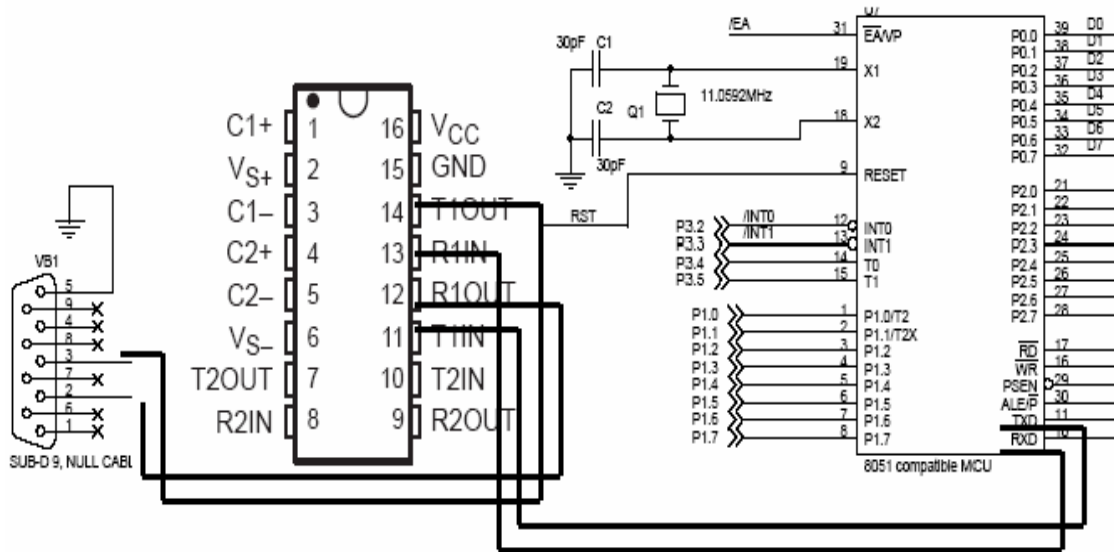 VB1
5
9
4
8
3
7
2
6
1
SUB-D 9, NULL CABL
C1+ 1 16 VCC
VS+ 2 15 GND
C1– 3 14 T1OUT
C2+ 4 13 R1IN
C2– 5 12 R1OUT
VS– 6 11 T1IN
T2OUT 7 10 T2IN
R2IN 8 9 R2OUT
30pF C1
C2
30pF
Q1
11.0592MHz
RST
U7
/EA 31 EA/VP
19 X1
18 X2
9 RESET
P3.2 /INT0 12 INT0
P3.3 /INT1 13 INT1
P3.4 14 T0
P3.5 15 T1
P1.0 1 P1.0/T2
P1.1 2 P1.1/T2X
P1.2 3 P1.2
P1.3 4 P1.3
P1.4 5 P1.4
P1.5 6 P1.5
P1.6 7 P1.6
P1.7 8 P1.7
P0.0 39 D0
P0.1 38 D1
P0.2 37 D2
P0.3 36 D3
P0.4 35 D4
P0.5 34 D5
P0.6 33 D6
P0.7 32 D7
P2.0 21
P2.1 22
P2.2 23
P2.3 24
P2.4 25
P2.5 26
P2.6 27
P2.7 28
RD 17
WR 16
PSEN 29
ALE/P 30
TXD 11
RXD 10
8051 compatible MCU